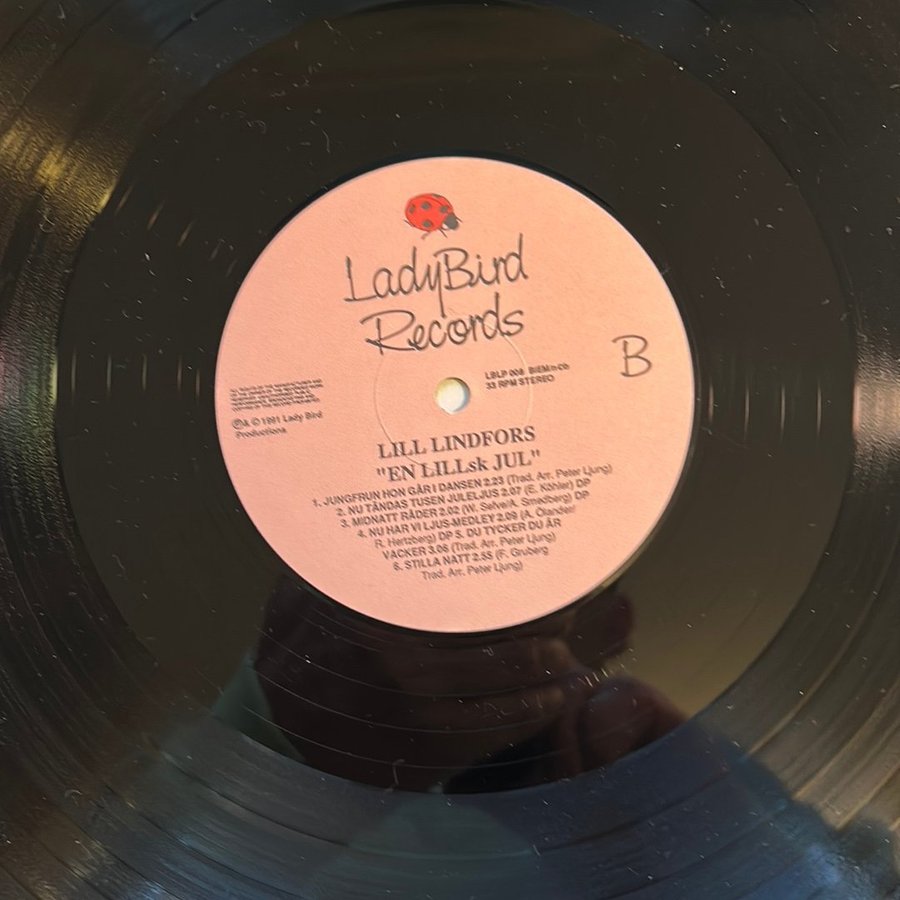 LadyBird
Records
B
LBLP 008 BIEM/n©b
33 RPM STEREO
Ⓟ & © 1991 Lady Bird
Productions
LILL LINDFORS
"EN LILLsk JUL"
1. JUNGFRUN HON GÅR I DANSEN 2.23 (Trad. Arr. Peter Ljung)
2. NU TÄNDAS TUSEN JULELJUS 2.07 (E. Köhler) DP
3. MIDNATT RÅDER 2.02 (W. Selve/A. Smedberg) DP
4. NU HAR VI LJUS-MEDLEY 2.09 (A. Olander/
R. Hertzberg) DP 5. DU TYCKER DU ÄR
VACKER 3.06 (Trad. Arr. Peter Ljung)
6. STILLA NATT 2.55 (F. Gruberg
Trad. Arr. Peter Ljung)